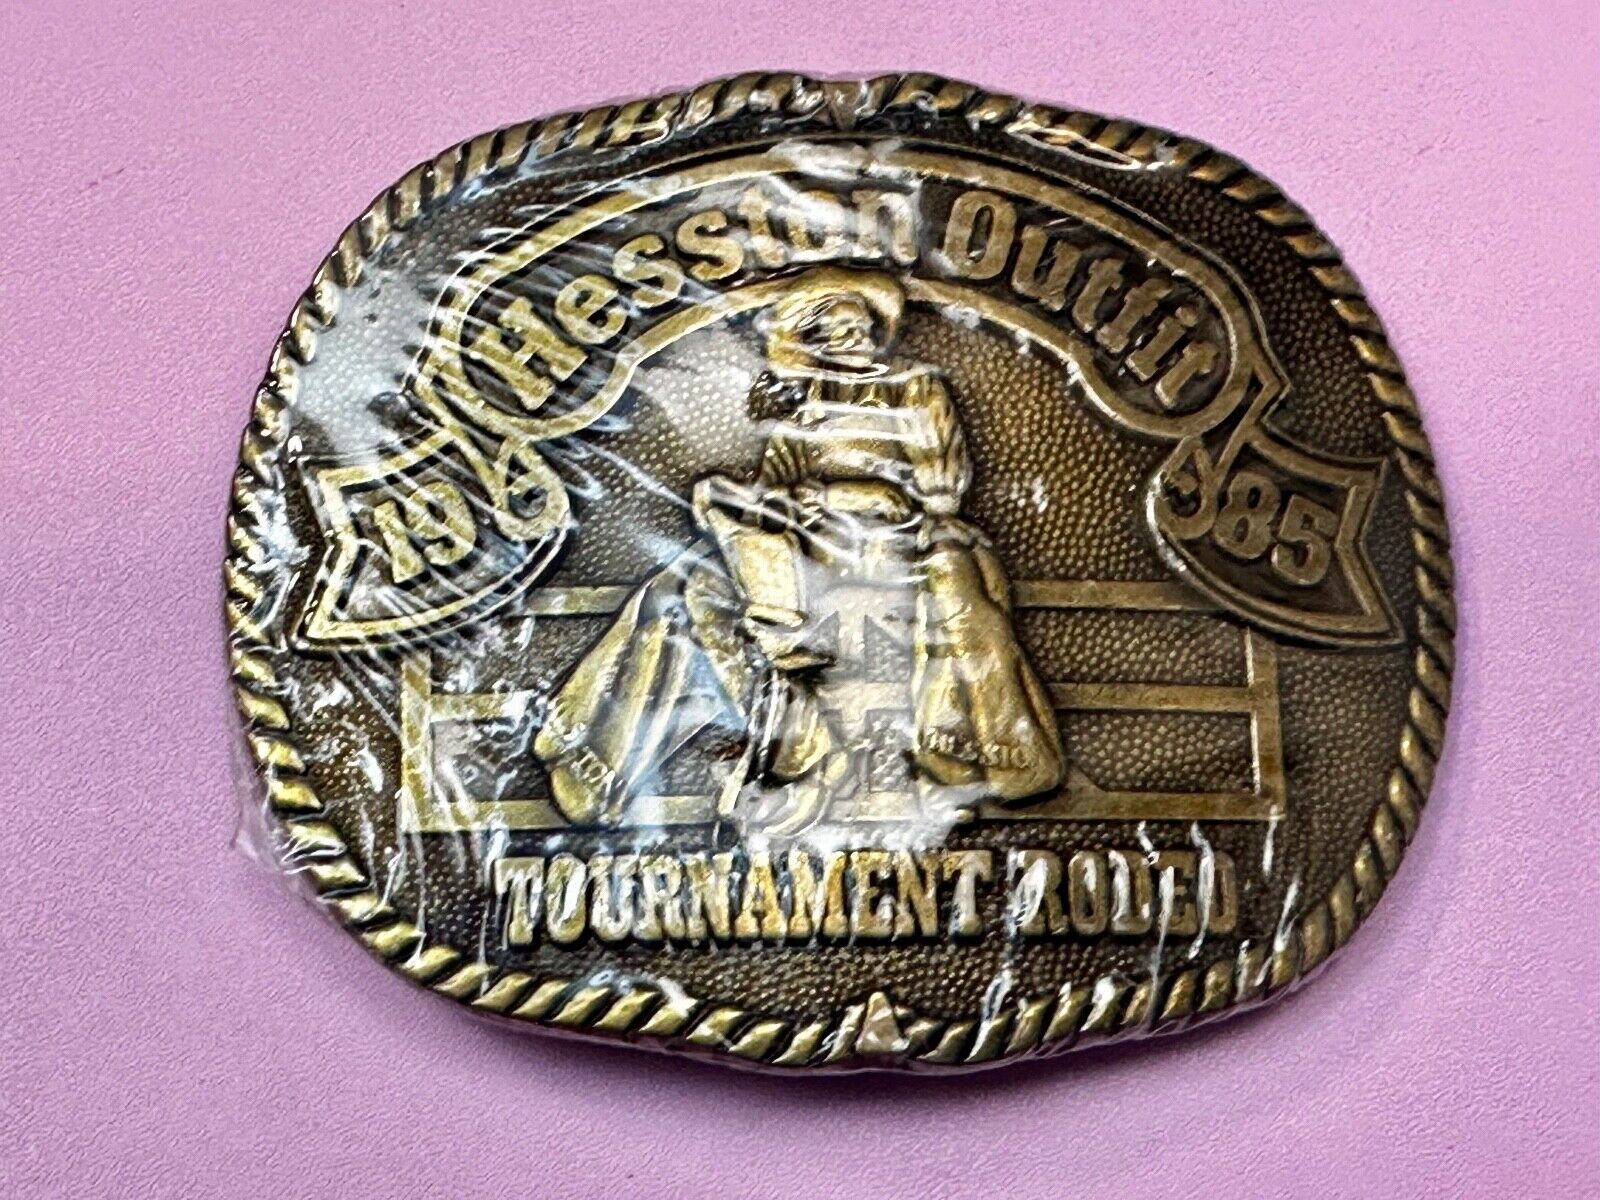 Hesston Outfit
19 85
TOURNAMENT RODEO